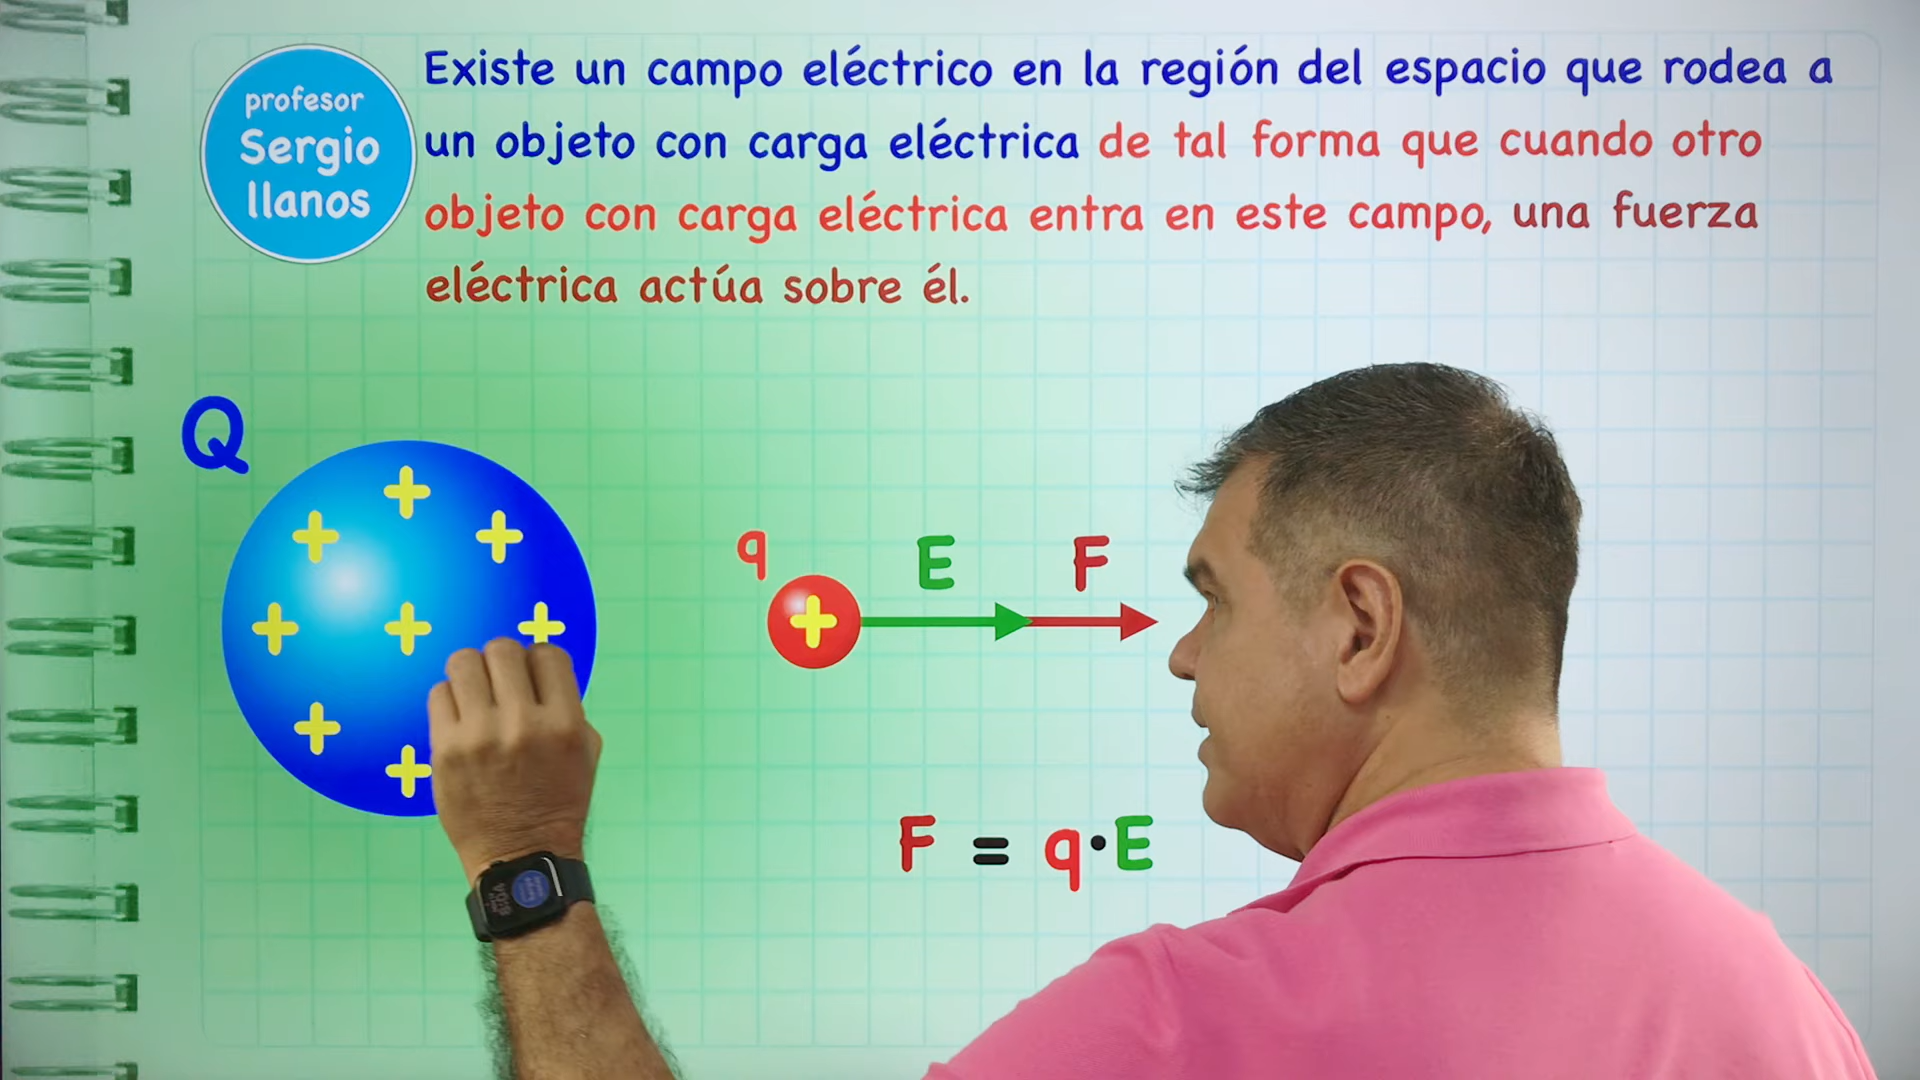 profesor
Sergio
llanos
Existe un campo eléctrico en la región del espacio que rodea a
un objeto con carga eléctrica de tal forma que cuando otro
objeto con carga eléctrica entra en este campo, una fuerza
eléctrica actúa sobre él.
Q
q
E
F
F = q·E